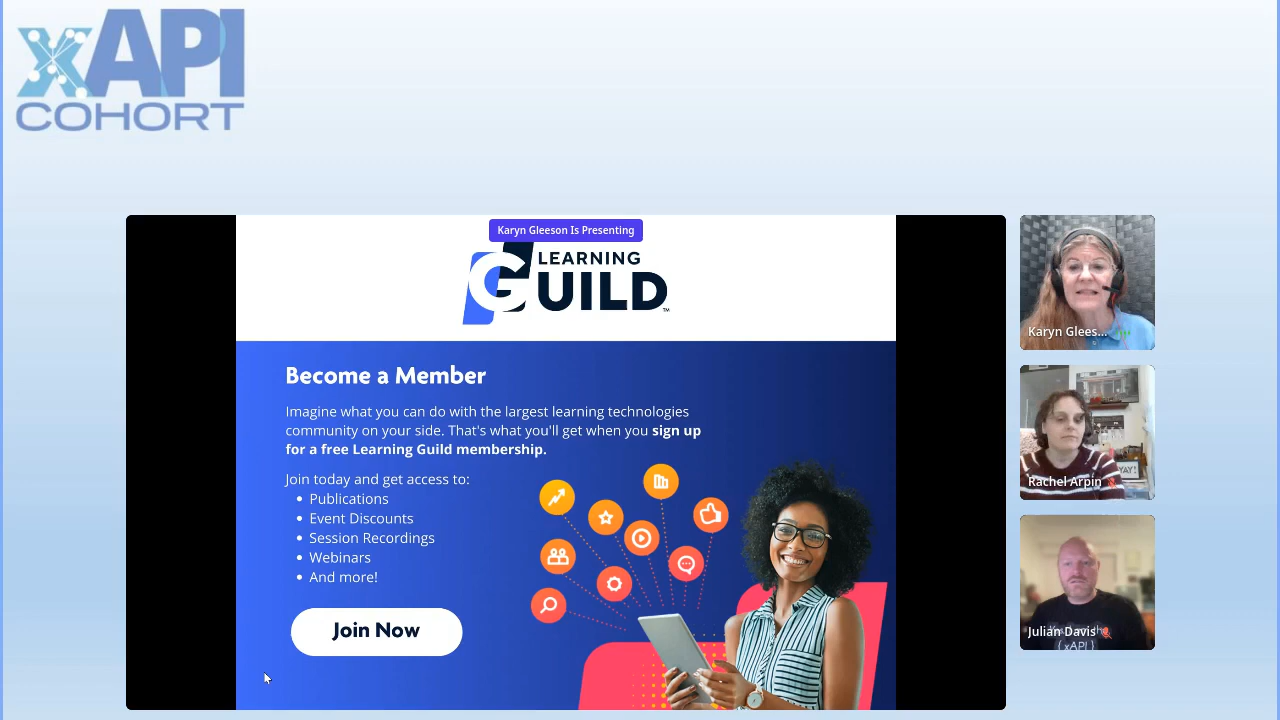 xAPI
COHORT
Karyn Gleeson Is Presenting
LEARNING
GUILD™
Become a Member
Imagine what you can do with the largest learning technologies
community on your side. That's what you'll get when you sign up
for a free Learning Guild membership.
Join today and get access to:
• Publications
• Event Discounts
• Session Recordings
• Webinars
• And more!
Join Now
Karyn Glees...
YAY!
Rachel Arpin
Julian Davis
{ xAPI }